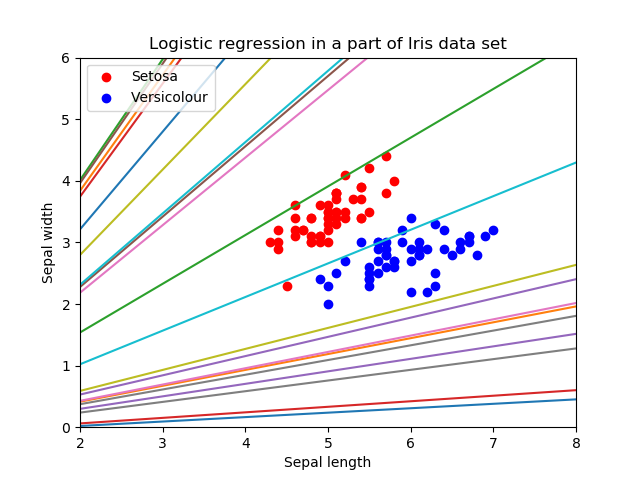 Logistic regression in a part of Iris data set
Setosa
Versicolour
Sepal width
6
5
4
3
2
1
0
2
3
4
5
6
7
8
Sepal length